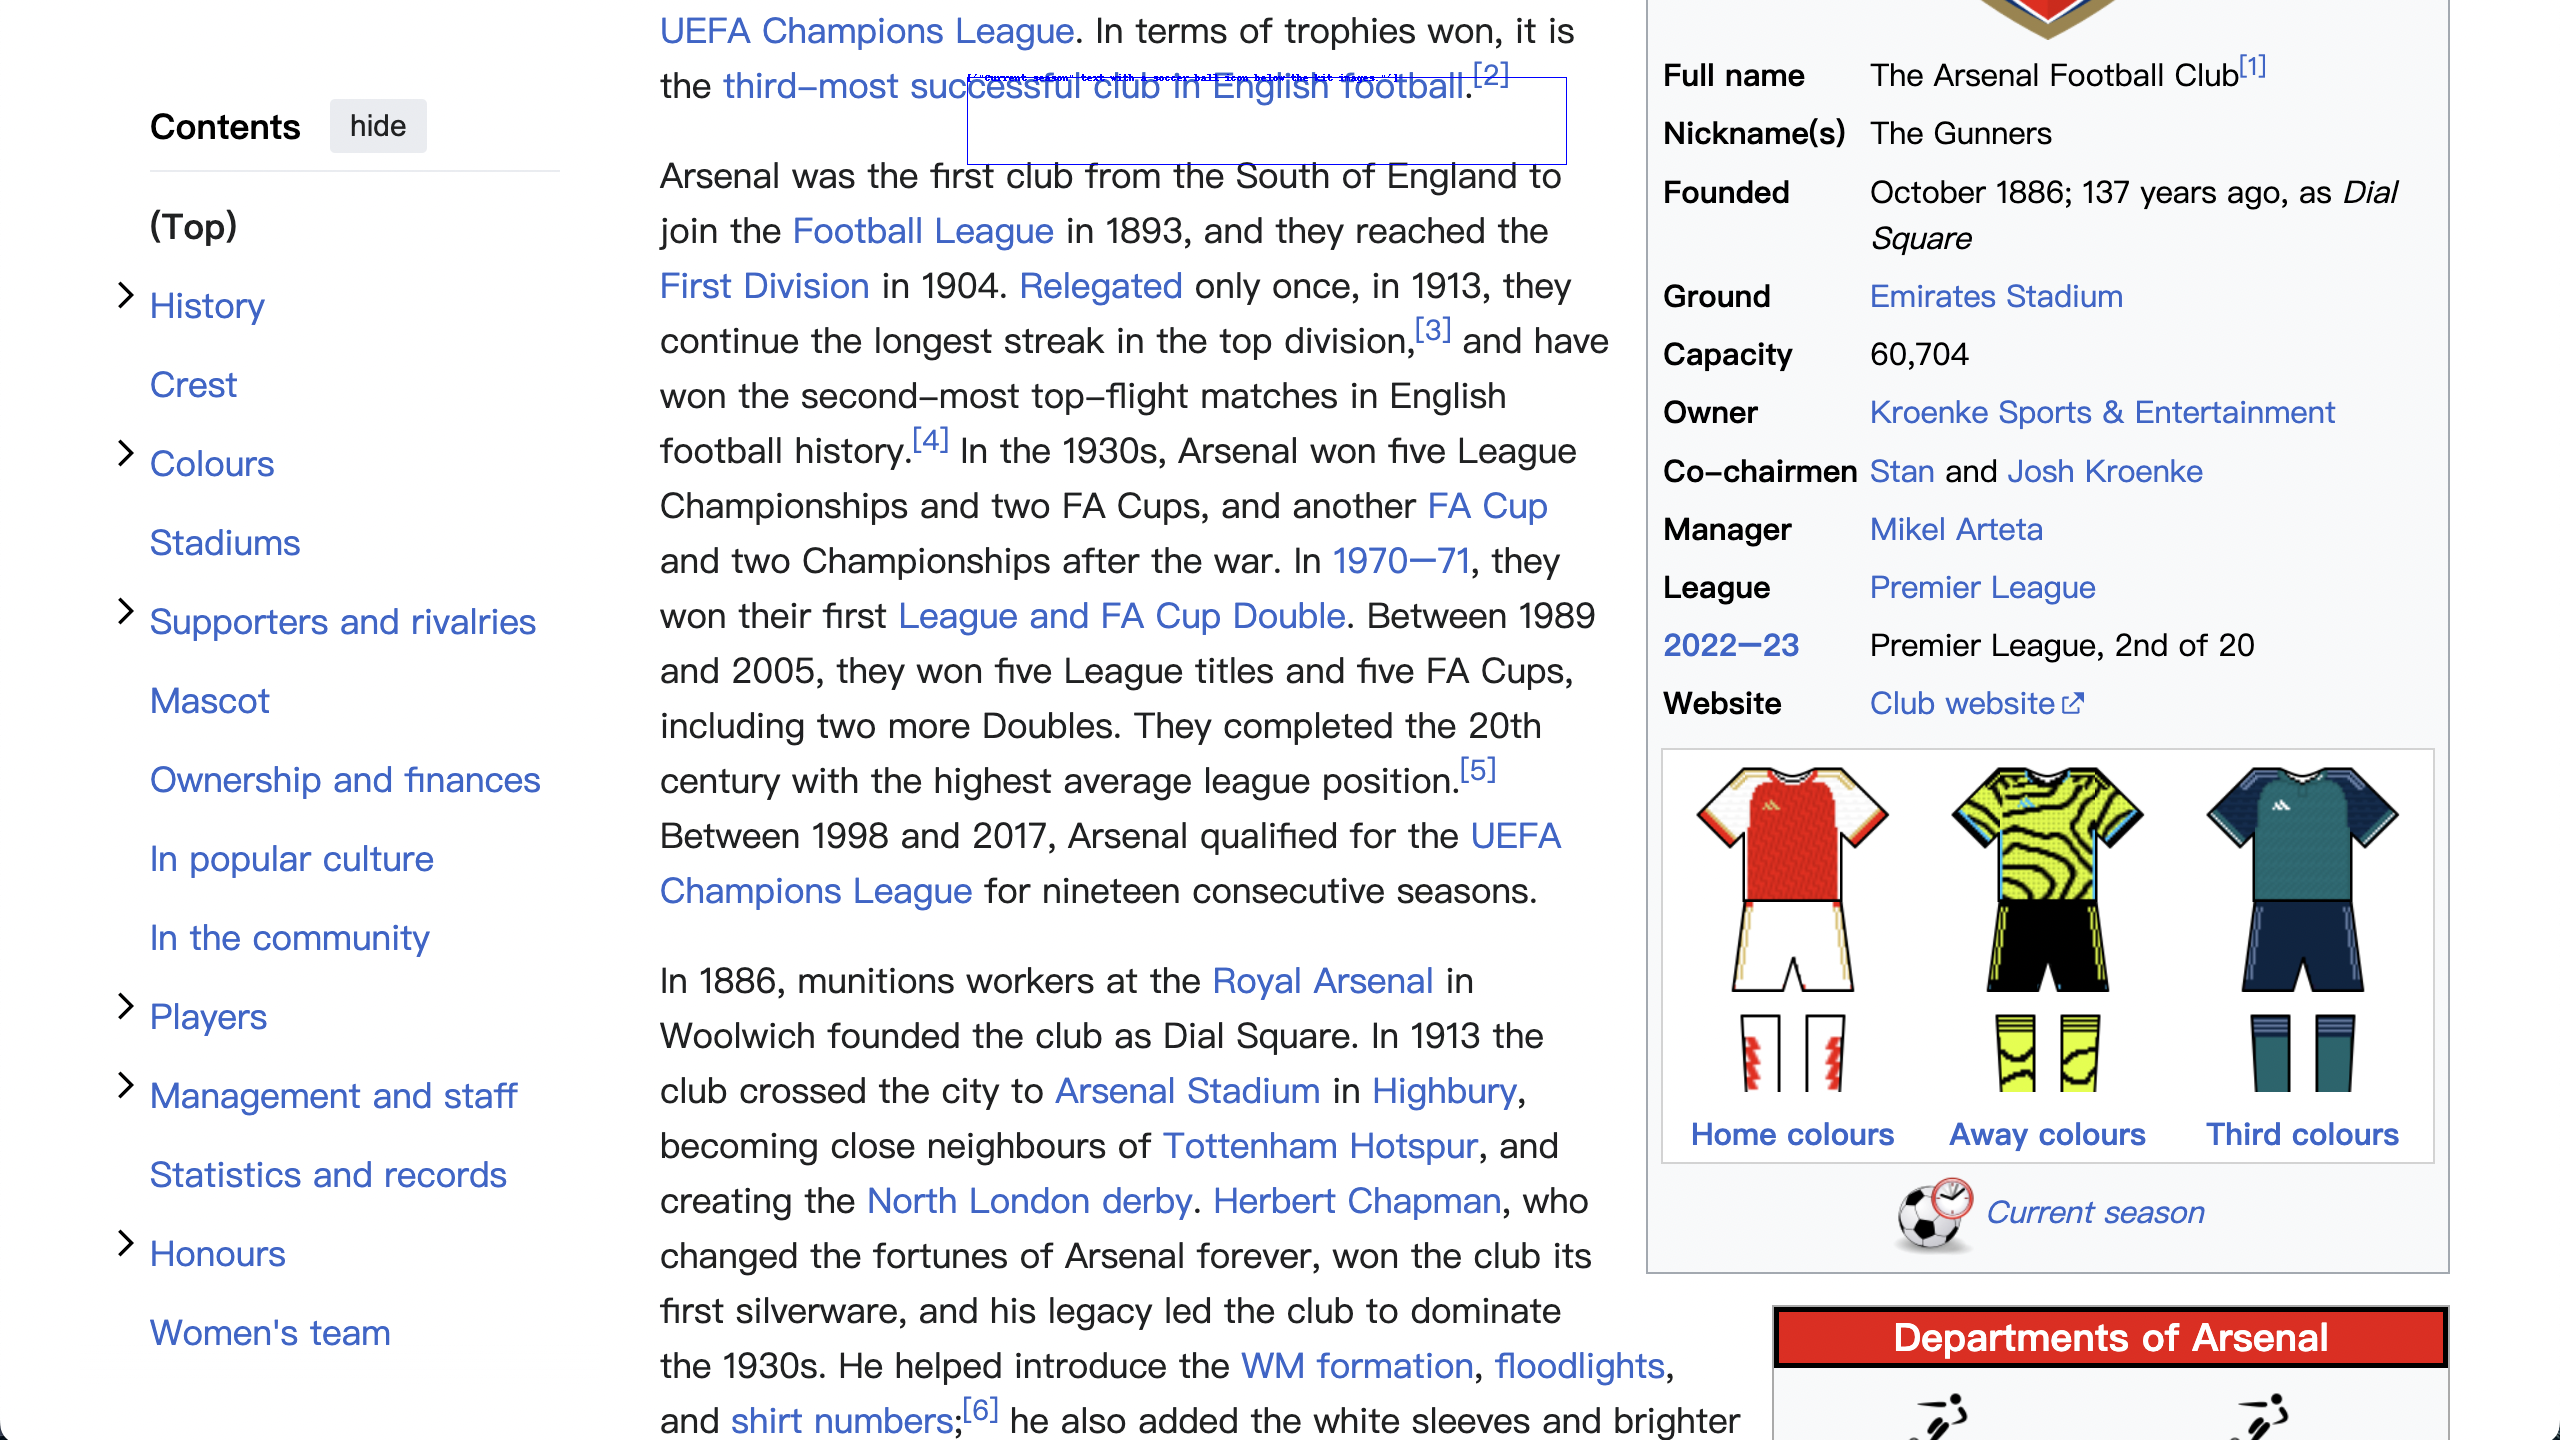 Contents hide
(Top)
History
Crest
Colours
Stadiums
Supporters and rivalries
Mascot
Ownership and finances
In popular culture
In the community
Players
Management and staff
Statistics and records
Honours
Women's team
UEFA Champions League. In terms of trophies won, it is
the third-most successful club in English football.[2]
"Current season" text with a soccer ball icon below the kit images."
Arsenal was the first club from the South of England to
join the Football League in 1893, and they reached the
First Division in 1904. Relegated only once, in 1913, they
continue the longest streak in the top division,[3] and have
won the second-most top-flight matches in English
football history.[4] In the 1930s, Arsenal won five League
Championships and two FA Cups, and another FA Cup
and two Championships after the war. In 1970–71, they
won their first League and FA Cup Double. Between 1989
and 2005, they won five League titles and five FA Cups,
including two more Doubles. They completed the 20th
century with the highest average league position.[5]
Between 1998 and 2017, Arsenal qualified for the UEFA
Champions League for nineteen consecutive seasons.
In 1886, munitions workers at the Royal Arsenal in
Woolwich founded the club as Dial Square. In 1913 the
club crossed the city to Arsenal Stadium in Highbury,
becoming close neighbours of Tottenham Hotspur, and
creating the North London derby. Herbert Chapman, who
changed the fortunes of Arsenal forever, won the club its
first silverware, and his legacy led the club to dominate
the 1930s. He helped introduce the WM formation, floodlights,
and shirt numbers;[6] he also added the white sleeves and brighter
Full name The Arsenal Football Club[1]
Nickname(s) The Gunners
Founded October 1886; 137 years ago, as Dial
Square
Ground Emirates Stadium
Capacity 60,704
Owner Kroenke Sports & Entertainment
Co-chairmen Stan and Josh Kroenke
Manager Mikel Arteta
League Premier League
2022–23 Premier League, 2nd of 20
Website Club website
Home colours Away colours Third colours
Current season
Departments of Arsenal